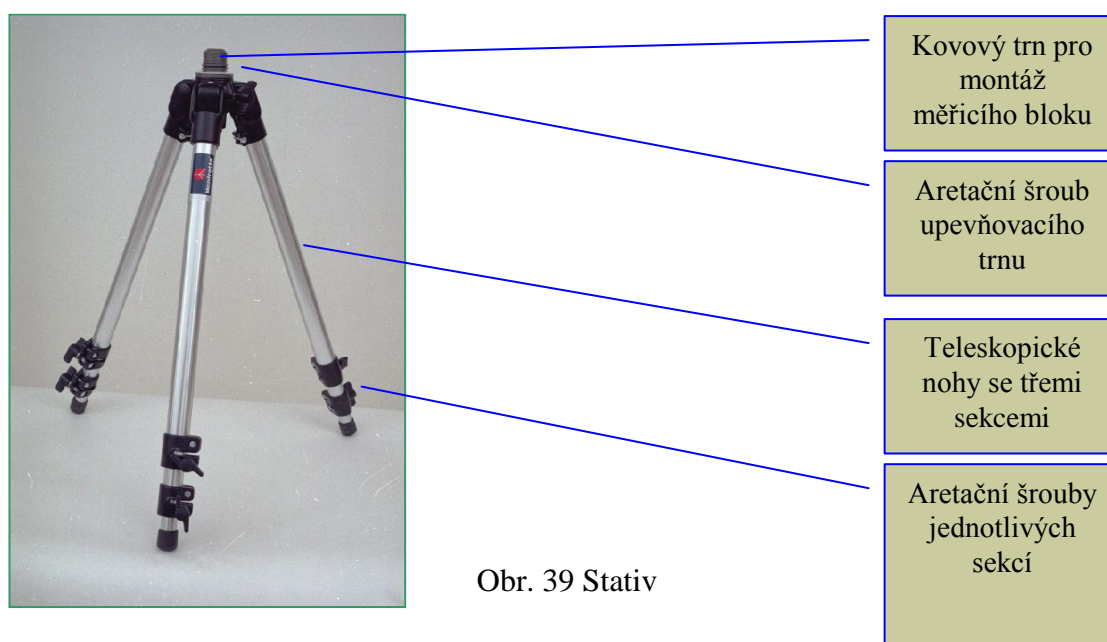 Kovový trn pro
montáž
měřicího bloku
Aretační šroub
upevňovacího
trnu
Teleskopické
nohy se třemi
sekcemi
Aretační šrouby
jednotlivých
sekcí
Manfrotto
Obr. 39 Stativ